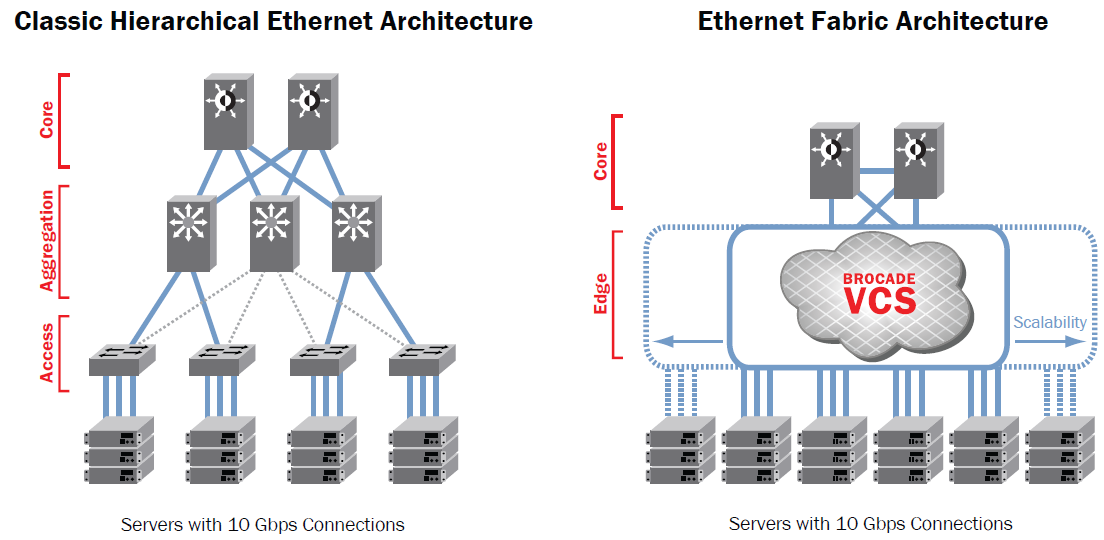 Classic Hierarchical Ethernet Architecture
Core
Aggregation
Access
Servers with 10 Gbps Connections
Ethernet Fabric Architecture
Core
Edge
BROCADE
VCS
Scalability
Servers with 10 Gbps Connections